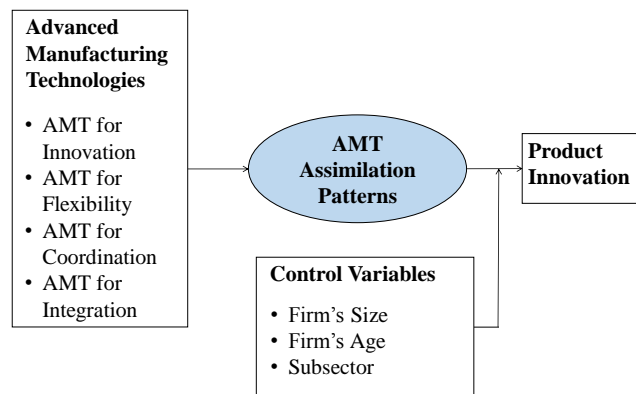 Advanced
Manufacturing
Technologies
• AMT for
Innovation
• AMT for
Flexibility
• AMT for
Coordination
• AMT for
Integration
AMT
Assimilation
Patterns
Product
Innovation
Control Variables
• Firm's Size
• Firm's Age
• Subsector